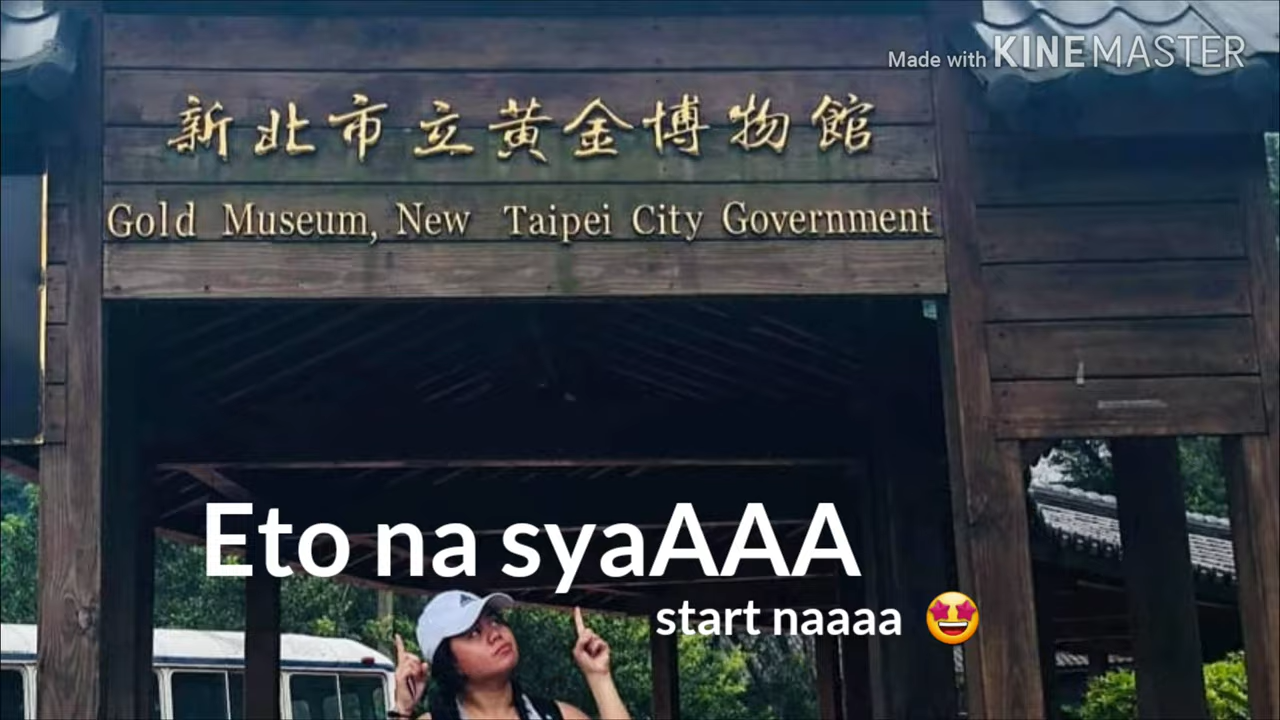 Made with KINEMASTER
新北市立黃金博物館
Gold Museum, New Taipei City Government
Eto na syaAAA
start naaaa 🤩